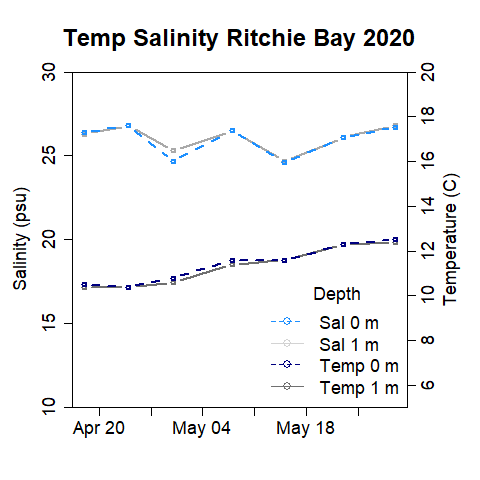 Temp Salinity Ritchie Bay 2020
30
25
20
15
10
Salinity (psu)
20
18
16
14
12
10
8
6
Temperature (C)
Depth
Sal 0 m
Sal 1 m
Temp 0 m
Temp 1 m
Apr 20 May 04 May 18